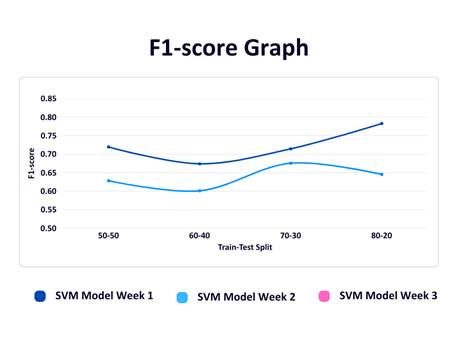 F1-score Graph
0.85
0.80
0.75
0.70
0.65
0.60
0.55
0.50
F1-score
50-50 60-40 70-30 80-20
Train-Test Split
SVM Model Week 1 SVM Model Week 2 SVM Model Week 3